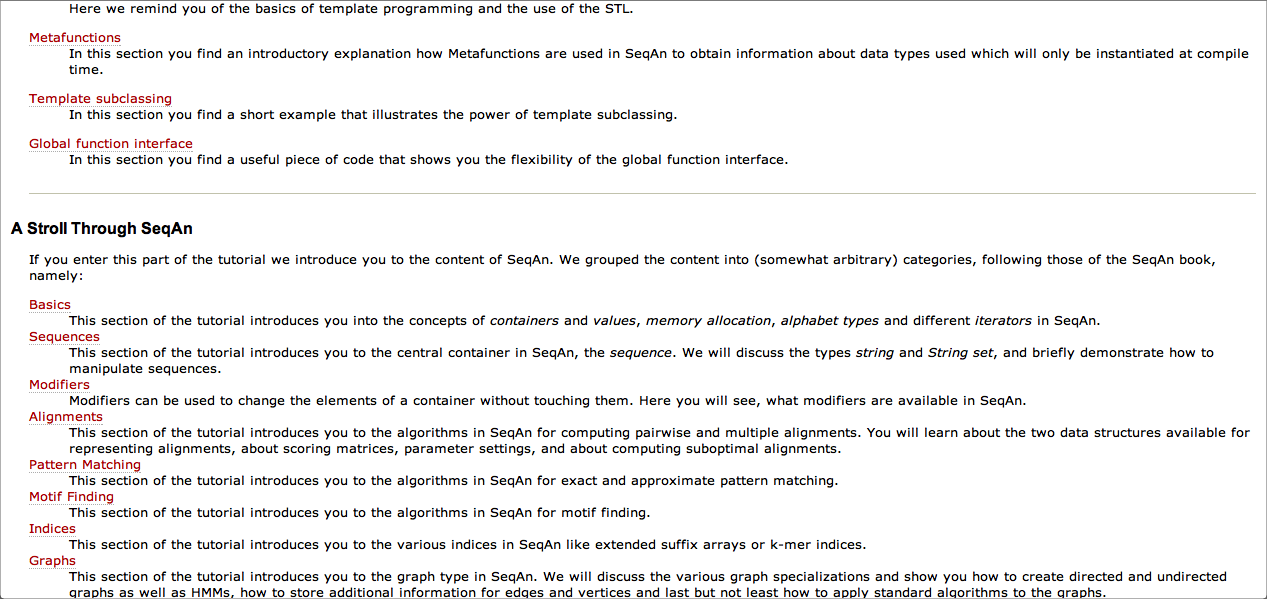 Here we remind you of the basics of template programming and the use of the STL.
Metafunctions
In this section you find an introductory explanation how Metafunctions are used in SeqAn to obtain information about data types used which will only be instantiated at compile
time.
Template subclassing
In this section you find a short example that illustrates the power of template subclassing.
Global function interface
In this section you find a useful piece of code that shows you the flexibility of the global function interface.
A Stroll Through SeqAn
If you enter this part of the tutorial we introduce you to the content of SeqAn. We grouped the content into (somewhat arbitrary) categories, following those of the SeqAn book,
namely:
Basics
This section of the tutorial introduces you into the concepts of containers and values, memory allocation, alphabet types and different iterators in SeqAn.
Sequences
This section of the tutorial introduces you to the central container in SeqAn, the sequence. We will discuss the types string and String set, and briefly demonstrate how to
manipulate sequences.
Modifiers
Modifiers can be used to change the elements of a container without touching them. Here you will see, what modifiers are available in SeqAn.
Alignments
This section of the tutorial introduces you to the algorithms in SeqAn for computing pairwise and multiple alignments. You will learn about the two data structures available for
representing alignments, about scoring matrices, parameter settings, and about computing suboptimal alignments.
Pattern Matching
This section of the tutorial introduces you to the algorithms in SeqAn for exact and approximate pattern matching.
Motif Finding
This section of the tutorial introduces you to the algorithms in SeqAn for motif finding.
Indices
This section of the tutorial introduces you to the various indices in SeqAn like extended suffix arrays or k-mer indices.
Graphs
This section of the tutorial introduces you to the graph type in SeqAn. We will discuss the various graph specializations and show you how to create directed and undirected
graphs as well as HMMs, how to store additional information for edges and vertices and last but not least how to apply standard algorithms to the graphs.